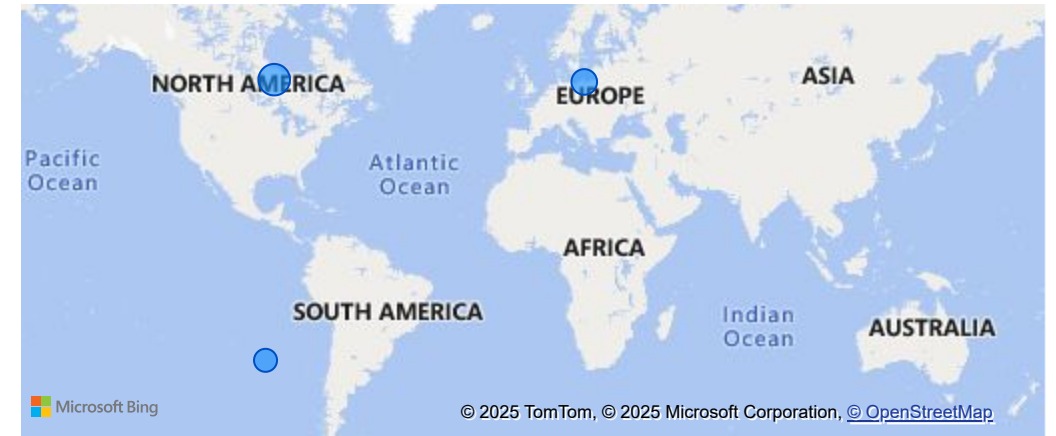 NORTH AMERICA
EUROPE
ASIA
Pacific
Ocean
Atlantic
Ocean
AFRICA
SOUTH AMERICA
Indian
Ocean
AUSTRALIA
Microsoft Bing
© 2025 TomTom, © 2025 Microsoft Corporation, © OpenStreetMap